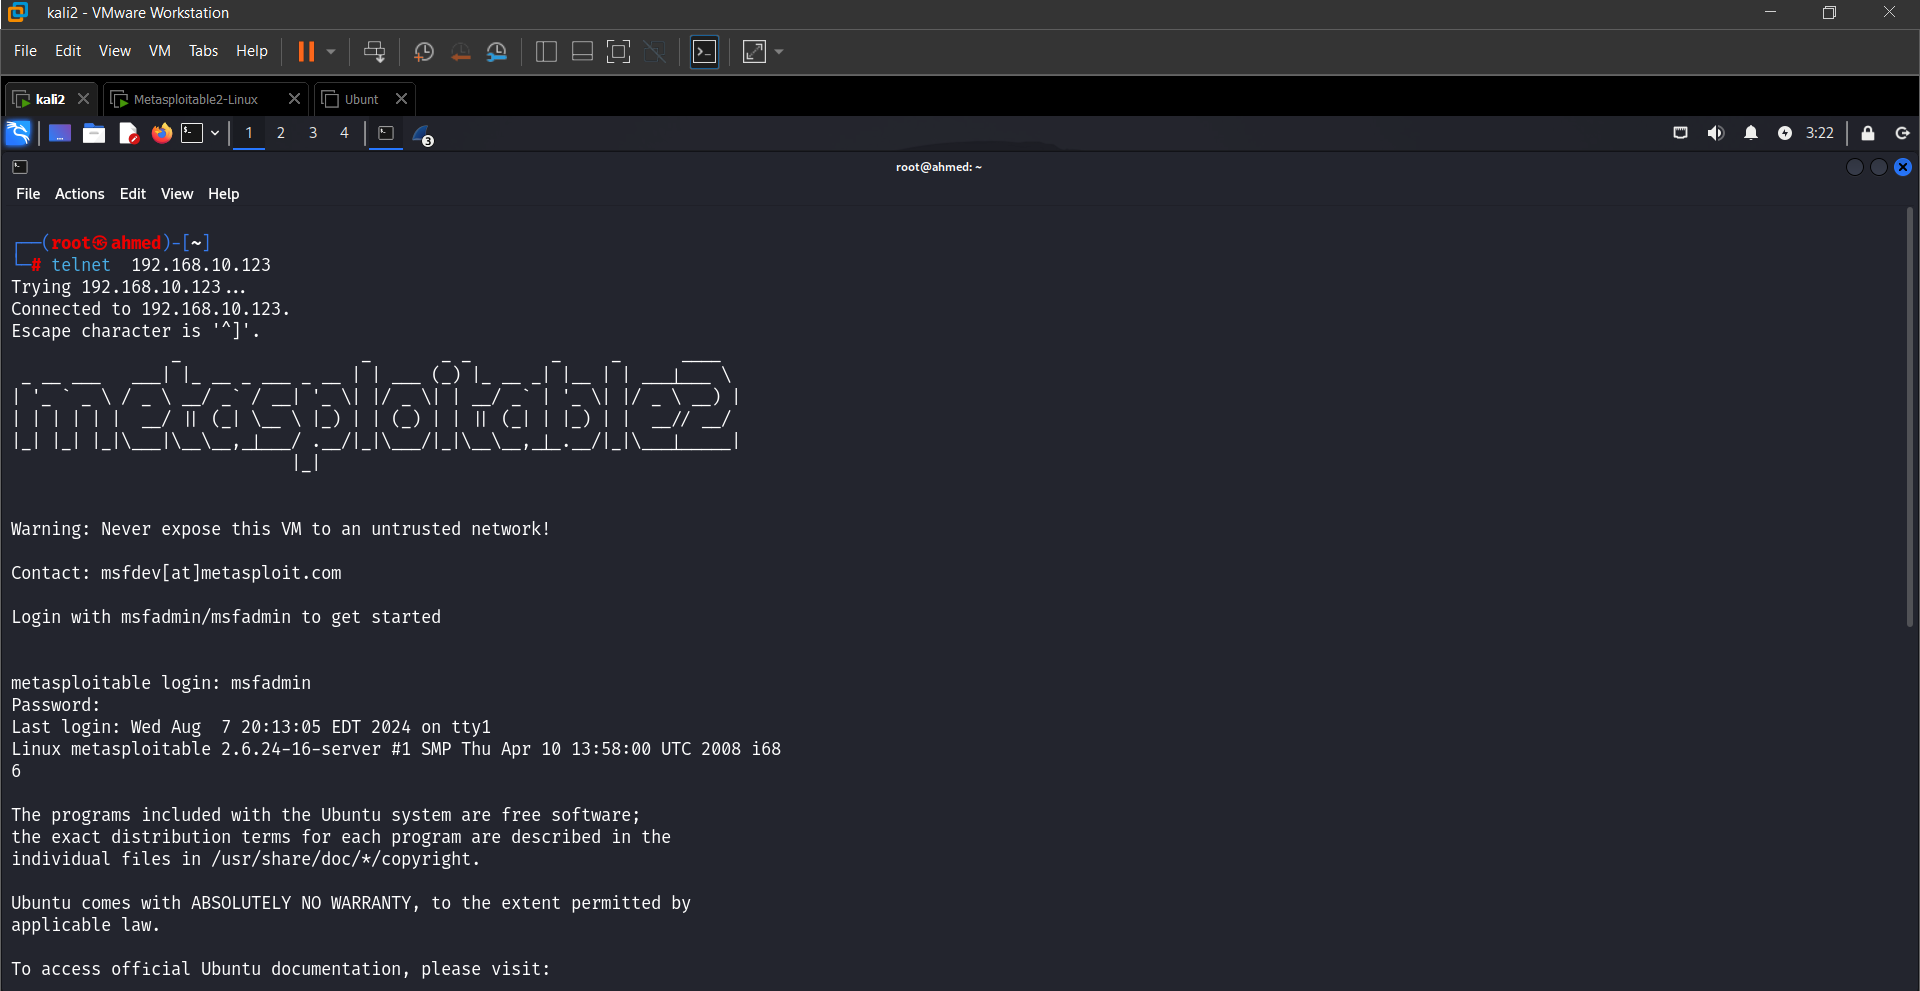 kali2 - VMware Workstation
File Edit View VM Tabs Help
kali2 Metasploitable2-Linux Ubunt
1 2 3 4 3 3:22
root@ahmed: ~
File Actions Edit View Help
┌──(root㉿ahmed)-[~]
└─# telnet  192.168.10.123
Trying 192.168.10.123...
Connected to 192.168.10.123.
Escape character is '^]'.
metasploitable2
Warning: Never expose this VM to an untrusted network!
Contact: msfdev[at]metasploit.com
Login with msfadmin/msfadmin to get started
metasploitable login: msfadmin
Password:
Last login: Wed Aug  7 20:13:05 EDT 2024 on tty1
Linux metasploitable 2.6.24-16-server #1 SMP Thu Apr 10 13:58:00 UTC 2008 i68
6
The programs included with the Ubuntu system are free software;
the exact distribution terms for each program are described in the
individual files in /usr/share/doc/*/copyright.
Ubuntu comes with ABSOLUTELY NO WARRANTY, to the extent permitted by
applicable law.
To access official Ubuntu documentation, please visit: